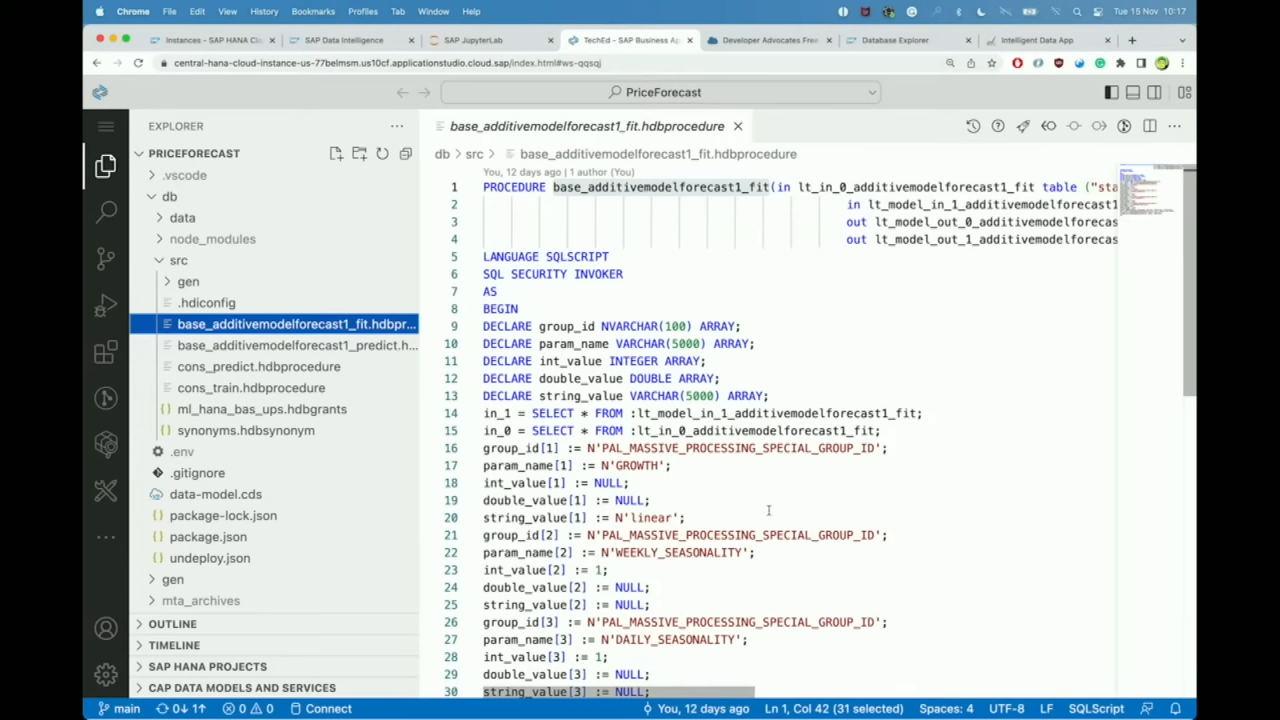 Chrome File Edit View History Bookmarks Profiles Tab Window Help Tue 15 Nov 10:17
Instances - SAP HANA Cl SAP Data Intelligence SAP JupyterLab TechEd - SAP Business Ap Developer Advocates Free Database Explorer Intelligent Data App
central-hana-cloud-instance-us-77belmsm.us10cf.applicationstudio.cloud.sap/index.html#ws-qqsqj
PriceForecast
EXPLORER
PRICEFORECAST
.vscode
db
data
node_modules
src
gen
.hdiconfig
base_additivemodelforecast1_fit.hdbpr...
base_additivemodelforecast1_predict.h...
cons_predict.hdbprocedure
cons_train.hdbprocedure
ml_hana_bas_ups.hdbgrants
synonyms.hdbsynonym
.env
.gitignore
data-model.cds
package-lock.json
package.json
undeploy.json
gen
mta_archives
OUTLINE
TIMELINE
SAP HANA PROJECTS
CAP DATA MODELS AND SERVICES
base_additivemodelforecast1_fit.hdbprocedure
db > src > base_additivemodelforecast1_fit.hdbprocedure
You, 12 days ago | 1 author (You)
1 PROCEDURE base_additivemodelforecast1_fit(in lt_in_0_additivemodelforecast1_fit table ("sta
2 in lt_model_in_1_additivemodelforecast1
3 out lt_model_out_0_additivemodelforecas
4 out lt_model_out_1_additivemodelforecas
5 LANGUAGE SQLSCRIPT
6 SQL SECURITY INVOKER
7 AS
8 BEGIN
9 DECLARE group_id NVARCHAR(100) ARRAY;
10 DECLARE param_name VARCHAR(5000) ARRAY;
11 DECLARE int_value INTEGER ARRAY;
12 DECLARE double_value DOUBLE ARRAY;
13 DECLARE string_value VARCHAR(5000) ARRAY;
14 in_1 = SELECT * FROM :lt_model_in_1_additivemodelforecast1_fit;
15 in_0 = SELECT * FROM :lt_in_0_additivemodelforecast1_fit;
16 group_id[1] := N'PAL_MASSIVE_PROCESSING_SPECIAL_GROUP_ID';
17 param_name[1] := N'GROWTH';
18 int_value[1] := NULL;
19 double_value[1] := NULL;
20 string_value[1] := N'linear';
21 group_id[2] := N'PAL_MASSIVE_PROCESSING_SPECIAL_GROUP_ID';
22 param_name[2] := N'WEEKLY_SEASONALITY';
23 int_value[2] := 1;
24 double_value[2] := NULL;
25 string_value[2] := NULL;
26 group_id[3] := N'PAL_MASSIVE_PROCESSING_SPECIAL_GROUP_ID';
27 param_name[3] := N'DAILY_SEASONALITY';
28 int_value[3] := 1;
29 double_value[3] := NULL;
30 string_value[3] := NULL;
main 0↓ 1↑ 0 0 Connect You, 12 days ago Ln 1, Col 42 (31 selected) Spaces: 4 UTF-8 LF SQLScript